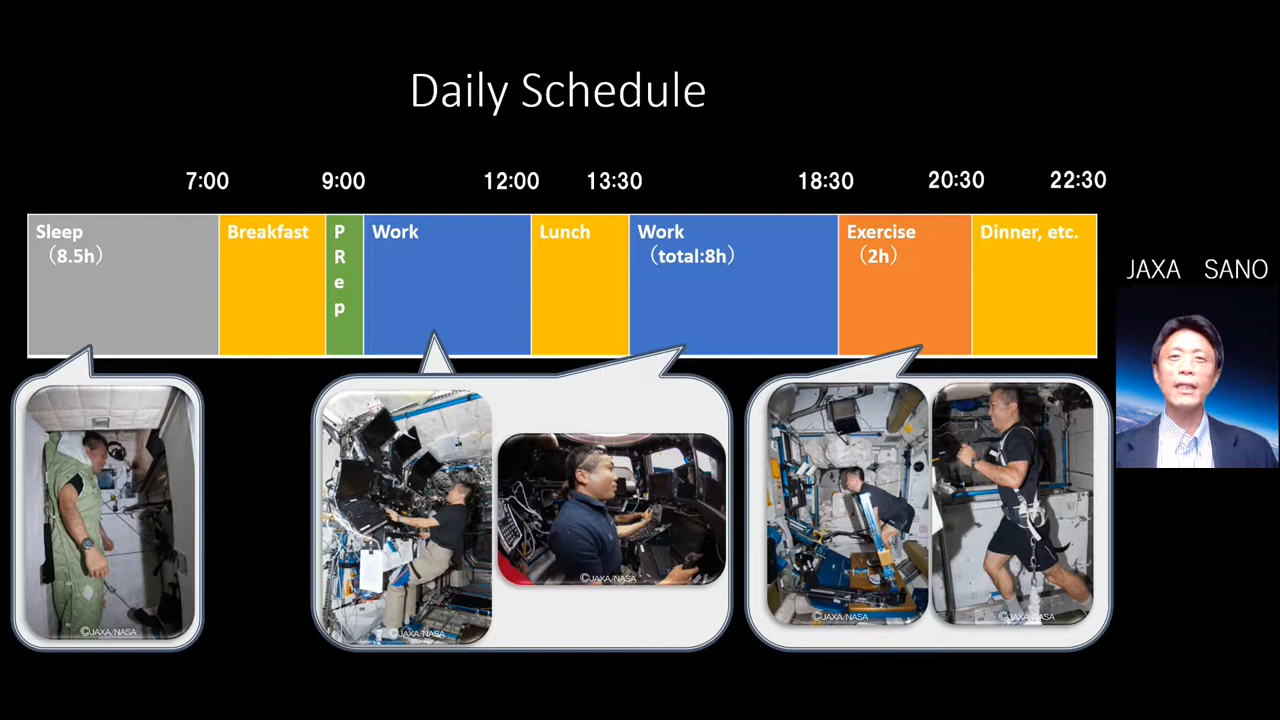 Daily Schedule
7:00 9:00 12:00 13:30 18:30 20:30 22:30
Sleep
（8.5h）
Breakfast
P
R
e
p
Work
Lunch
Work
（total:8h）
Exercise
（2h）
Dinner, etc.
JAXA SANO
©JAXA/NASA
©JAXA/NASA
©JAXA/NASA
©JAXA/NASA
©JAXA/NASA